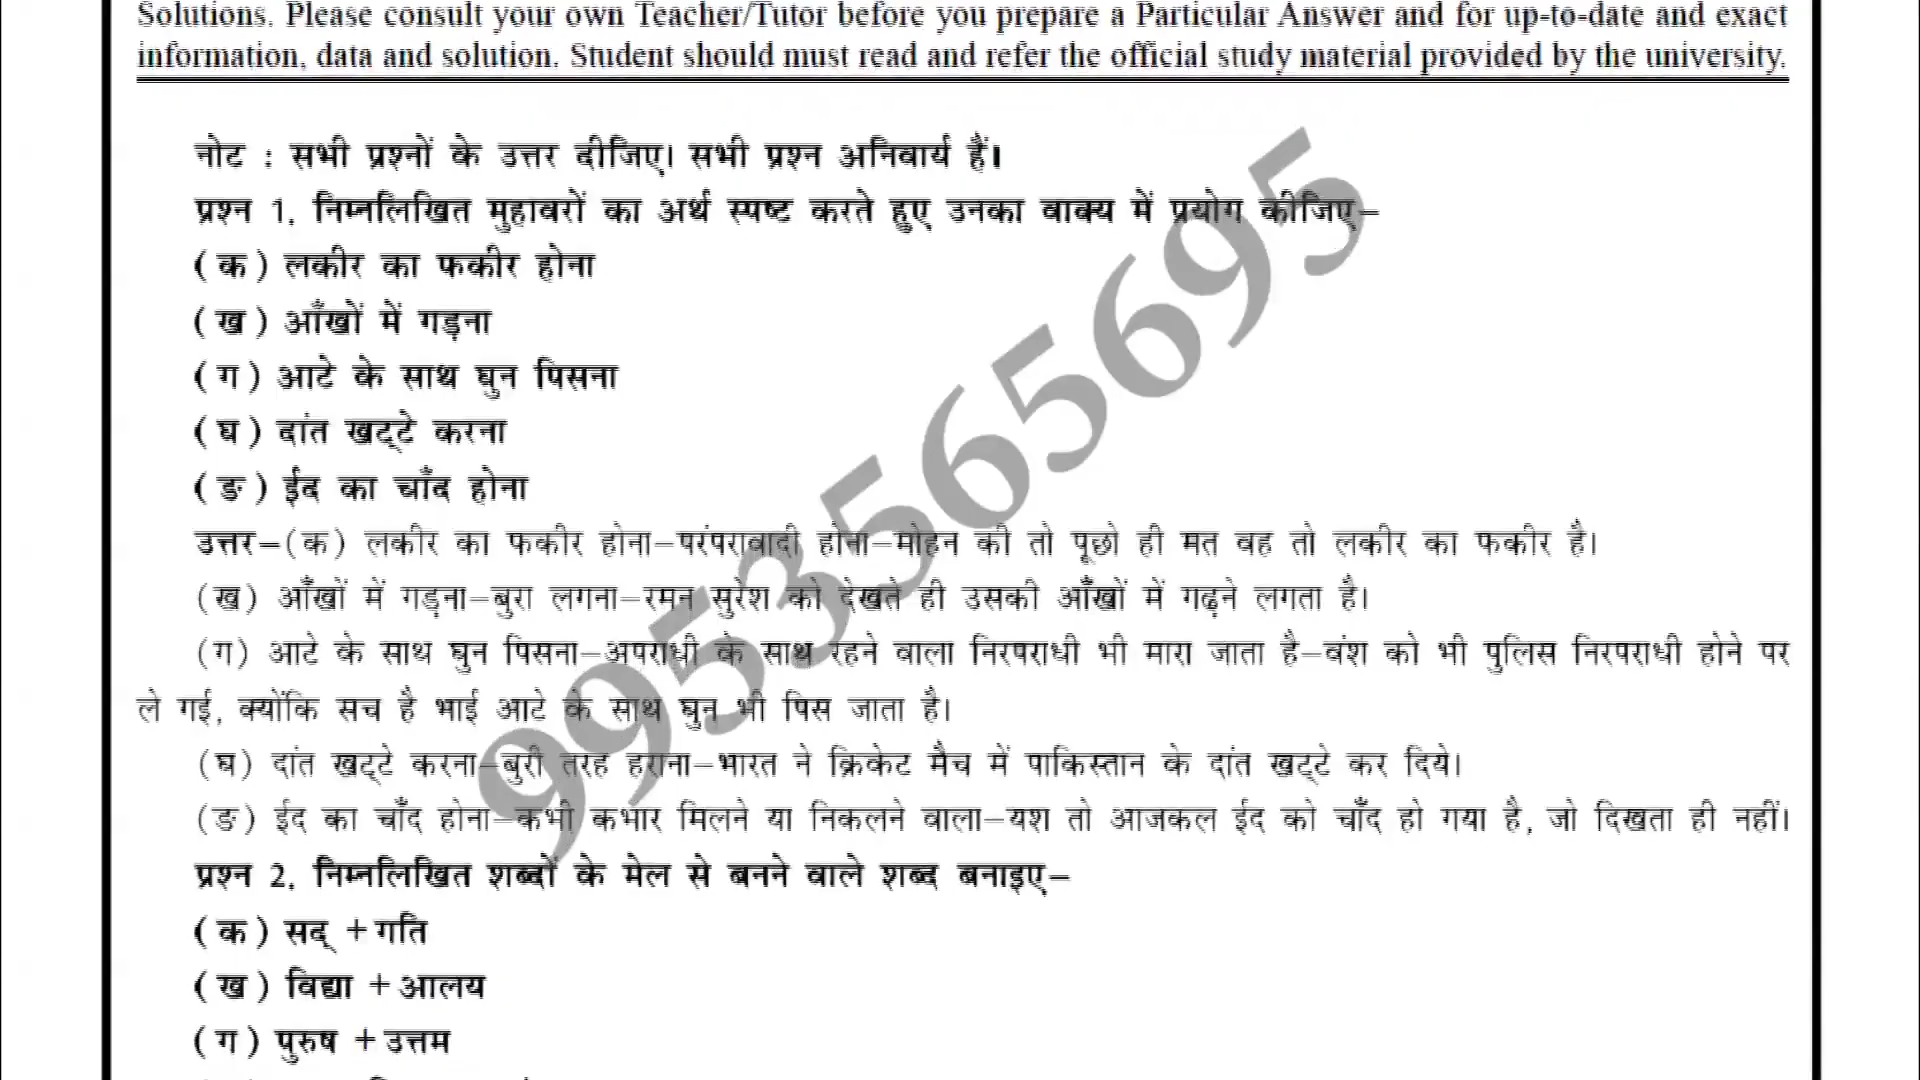 Solutions. Please consult your own Teacher/Tutor before you prepare a Particular Answer and for up-to-date and exact
information, data and solution. Student should must read and refer the official study material provided by the university.
नोट : सभी प्रश्नों के उत्तर दीजिए। सभी प्रश्न अनिवार्य हैं।
प्रश्न 1. निम्नलिखित मुहावरों का अर्थ स्पष्ट करते हुए उनका वाक्य में प्रयोग कीजिए–
(क) लकीर का फकीर होना
(ख) आँखों में गड़ना
(ग) आटे के साथ घुन पिसना
(घ) दांत खट्टे करना
(ङ) ईद का चाँद होना
उत्तर–(क) लकीर का फकीर होना–परंपरावादी होना–मोहन की तो पूछो ही मत वह तो लकीर का फकीर है।
(ख) आँखों में गड़ना–बुरा लगना–रमन सुरेश को देखते ही उसकी आँखों में गढ़ने लगता है।
(ग) आटे के साथ घुन पिसना–अपराधी के साथ रहने वाला निरपराधी भी मारा जाता है–वंश को भी पुलिस निरपराधी होने पर
ले गई, क्योंकि सच है भाई आटे के साथ घुन भी पिस जाता है।
(घ) दांत खट्टे करना–बुरी तरह हराना–भारत ने क्रिकेट मैच में पाकिस्तान के दांत खट्टे कर दिये।
(ङ) ईद का चाँद होना–कभी कभार मिलने या निकलने वाला–यश तो आजकल ईद को चाँद हो गया है, जो दिखता ही नहीं।
प्रश्न 2. निम्नलिखित शब्दों के मेल से बनने वाले शब्द बनाइए–
(क) सद् +गति
(ख) विद्या +आलय
(ग) पुरुष +उत्तम
9953565695